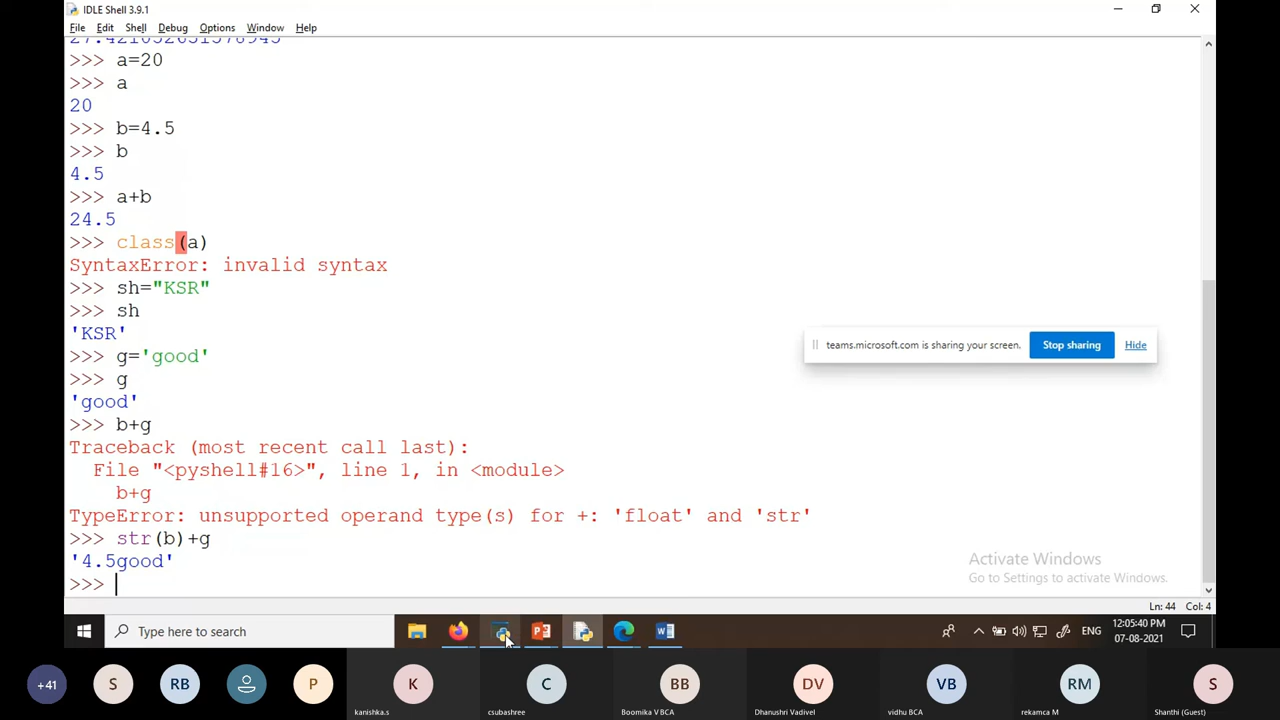 IDLE Shell 3.9.1
File Edit Shell Debug Options Window Help
>>> a=20
>>> a
20
>>> b=4.5
>>> b
4.5
>>> a+b
24.5
>>> class(a)
SyntaxError: invalid syntax
>>> sh="KSR"
>>> sh
'KSR'
>>> g='good'
>>> g
'good'
>>> b+g
Traceback (most recent call last):
  File "<pyshell#16>", line 1, in <module>
    b+g
TypeError: unsupported operand type(s) for +: 'float' and 'str'
>>> str(b)+g
'4.5good'
>>>
teams.microsoft.com is sharing your screen. Stop sharing Hide
Activate Windows
Go to Settings to activate Windows.
Ln: 44 Col: 4
Type here to search
ENG
12:05:40 PM
07-08-2021
+41 S RB P K C BB DV VB RM S
kanishka.s csubashree Boomika V BCA Dhanushri Vadivel vidhu BCA rekamca M Shanthi (Guest)